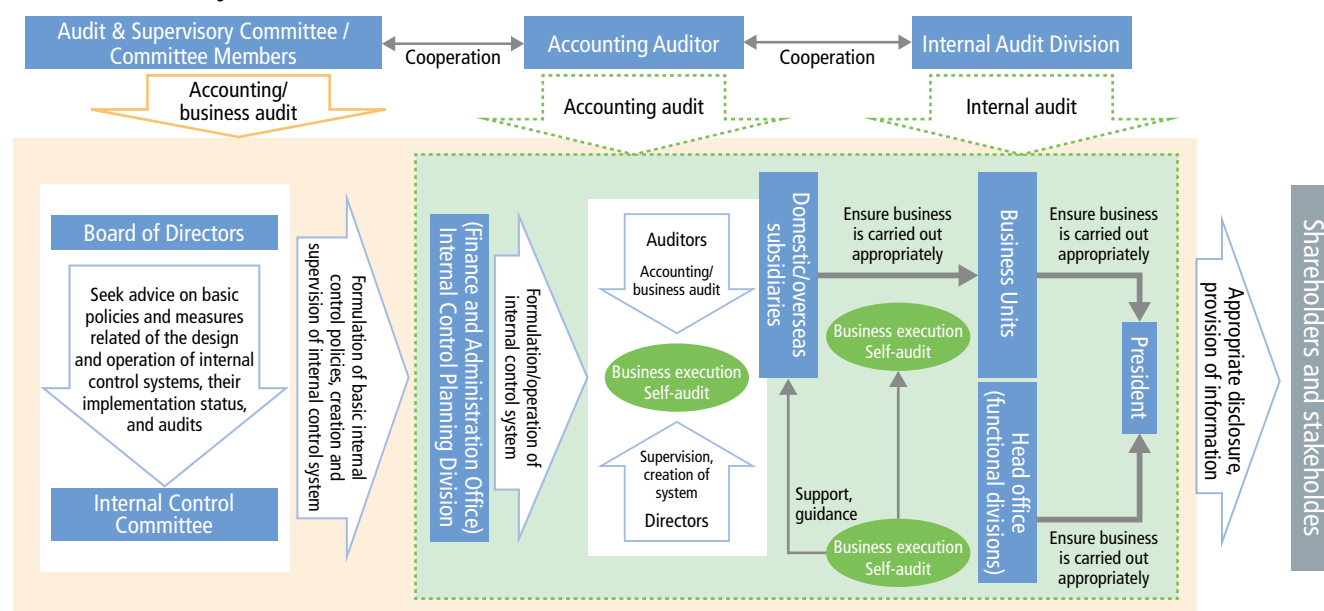 Audit & Supervisory Committee /
Committee Members
Cooperation
Accounting Auditor
Cooperation
Internal Audit Division
Accounting/
business audit
Accounting audit
Internal audit
Board of Directors
Seek advice on basic
policies and measures
related of the design
and operation of internal
control systems, their
implementation status,
and audits
Internal Control
Committee
Formulation of basic internal
control policies, creation and
supervision of internal control system
Internal Control Planning Division
(Finance and Administration Office)
Formulation/operation of
internal control system
Auditors
Accounting/
business audit
Business execution
Self-audit
Supervision,
creation of
system
Directors
Domestic/overseas
subsidiaries
Ensure business
is carried out
appropriately
Business execution
Self-audit
Support,
guidance
Business execution
Self-audit
Business Units
Head office
(functional divisions)
Ensure business
is carried out
appropriately
President
Ensure business
is carried out
appropriately
Appropriate disclosure,
provision of information
Shareholders and stakeholdes